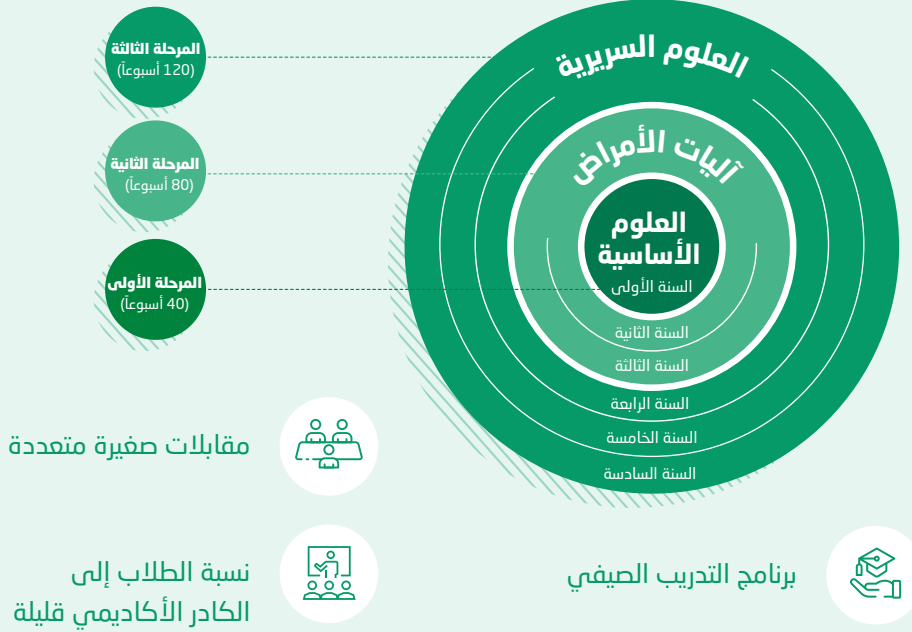 العلوم السريرية
آليات الأمراض
العلوم
الأساسية
السنة الأولى
السنة الثانية
السنة الثالثة
السنة الرابعة
السنة الخامسة
السنة السادسة
المرحلة الثالثة
(120 أسبوعاً)
المرحلة الثانية
(80 أسبوعاً)
المرحلة الأولى
(40 أسبوعاً)
مقابلات صغيرة متعددة
برنامج التدريب الصيفي
نسبة الطلاب إلى
الكادر الأكاديمي قليلة